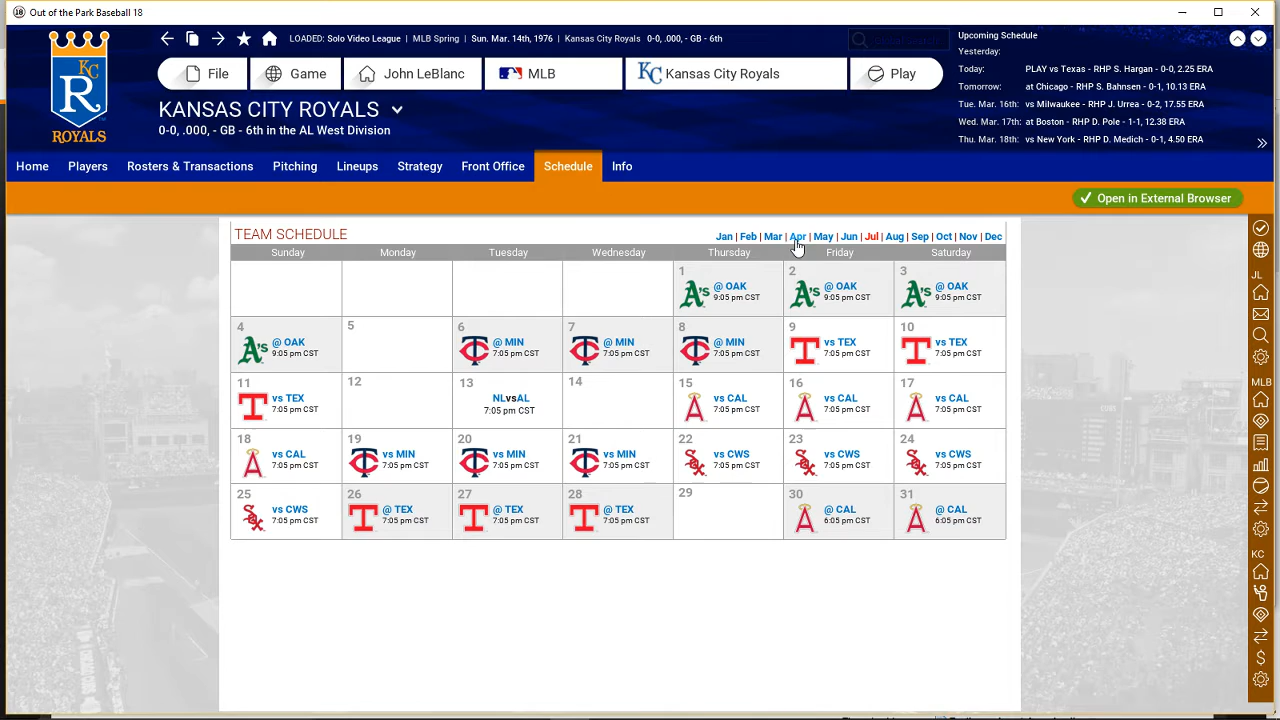 Out of the Park Baseball 18
LOADED: Solo Video League | MLB Spring | Sun. Mar. 14th, 1976 | Kansas City Royals 0-0, .000, - GB - 6th
File
Game
John LeBlanc
MLB
Kansas City Royals
Play
KC R ROYALS
KANSAS CITY ROYALS
0-0, .000, - GB - 6th in the AL West Division
Upcoming Schedule
Yesterday:
Today: PLAY vs Texas - RHP S. Hargan - 0-0, 2.25 ERA
Tomorrow: at Chicago - RHP S. Bahnsen - 0-1, 10.13 ERA
Tue. Mar. 16th: vs Milwaukee - RHP J. Urrea - 0-2, 17.55 ERA
Wed. Mar. 17th: at Boston - RHP D. Pole - 1-1, 12.38 ERA
Thu. Mar. 18th: vs New York - RHP D. Medich - 0-1, 4.50 ERA
Home Players Rosters & Transactions Pitching Lineups Strategy Front Office Schedule Info
Open in External Browser
TEAM SCHEDULE
Jan | Feb | Mar | Apr | May | Jun | Jul | Aug | Sep | Oct | Nov | Dec
Sunday Monday Tuesday Wednesday Thursday Friday Saturday
1 2 3
@ OAK @ OAK @ OAK
9:05 pm CST 9:05 pm CST 9:05 pm CST
4 5 6 7 8 9 10
@ OAK @ MIN @ MIN @ MIN vs TEX vs TEX
9:05 pm CST 7:05 pm CST 7:05 pm CST 7:05 pm CST 7:05 pm CST 7:05 pm CST
11 12 13 14 15 16 17
vs TEX NLvsAL vs CAL vs CAL vs CAL
7:05 pm CST 7:05 pm CST 7:05 pm CST 7:05 pm CST 7:05 pm CST
18 19 20 21 22 23 24
vs CAL vs MIN vs MIN vs MIN vs CWS vs CWS vs CWS
7:05 pm CST 7:05 pm CST 7:05 pm CST 7:05 pm CST 7:05 pm CST 7:05 pm CST 7:05 pm CST
25 26 27 28 29 30 31
vs CWS @ TEX @ TEX @ TEX @ CAL @ CAL
7:05 pm CST 7:05 pm CST 7:05 pm CST 7:05 pm CST 6:05 pm CST 6:05 pm CST
JL
MLB
KC